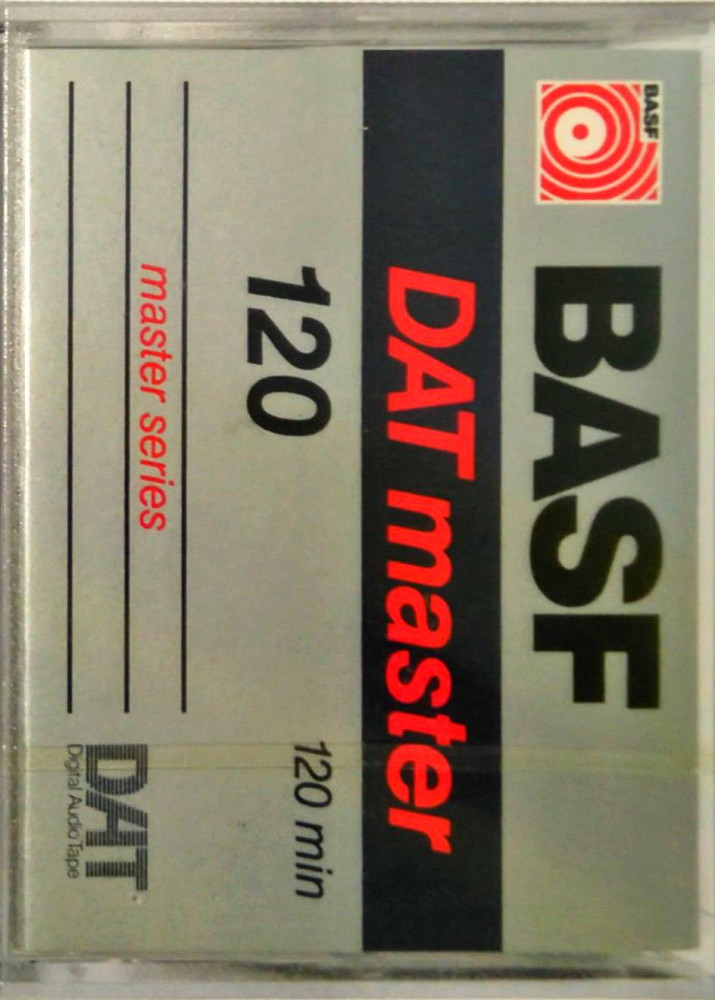 BASF
BASF
DAT master
120
120 min
master series
DAT
Digital Audio Tape